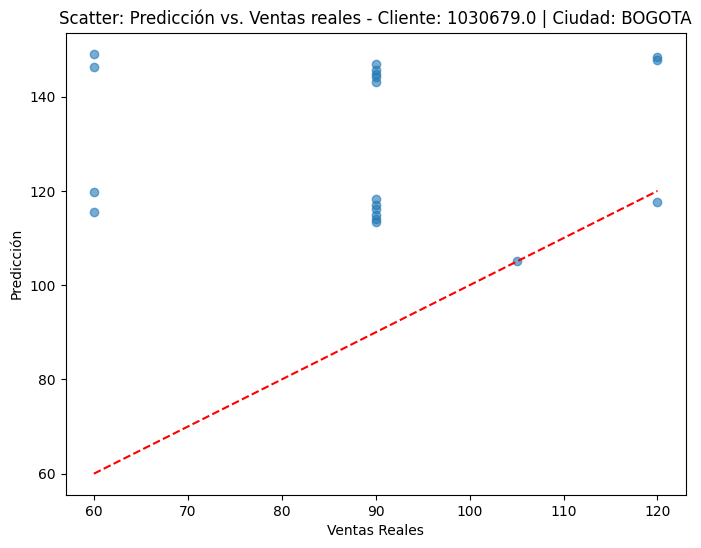 Scatter: Predicción vs. Ventas reales - Cliente: 1030679.0 | Ciudad: BOGOTA
Predicción
140
120
100
80
60
60 70 80 90 100 110 120
Ventas Reales